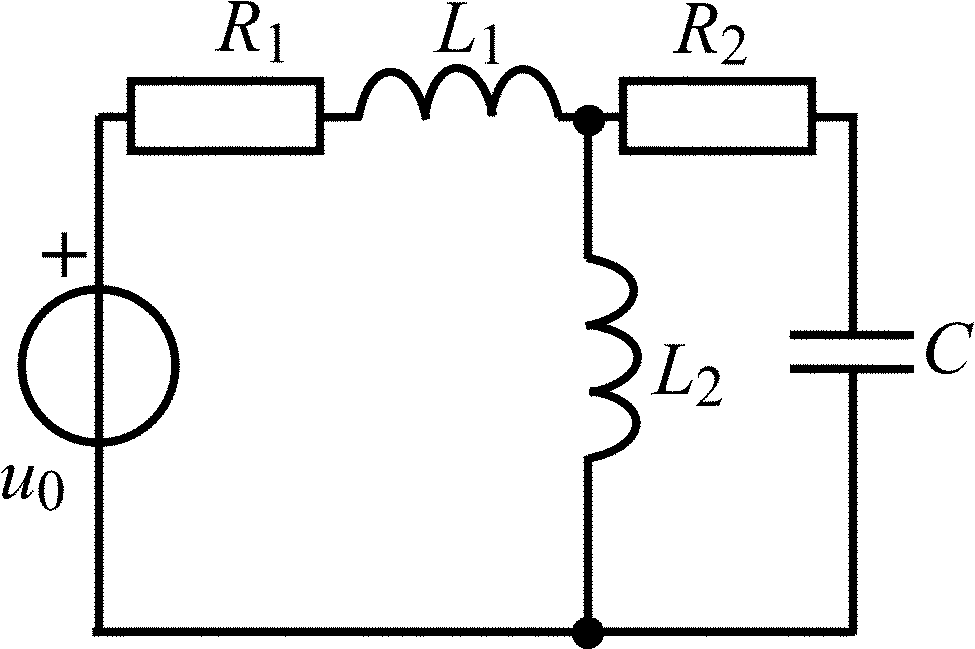 R1 L1 R2
+
L2 C
u0